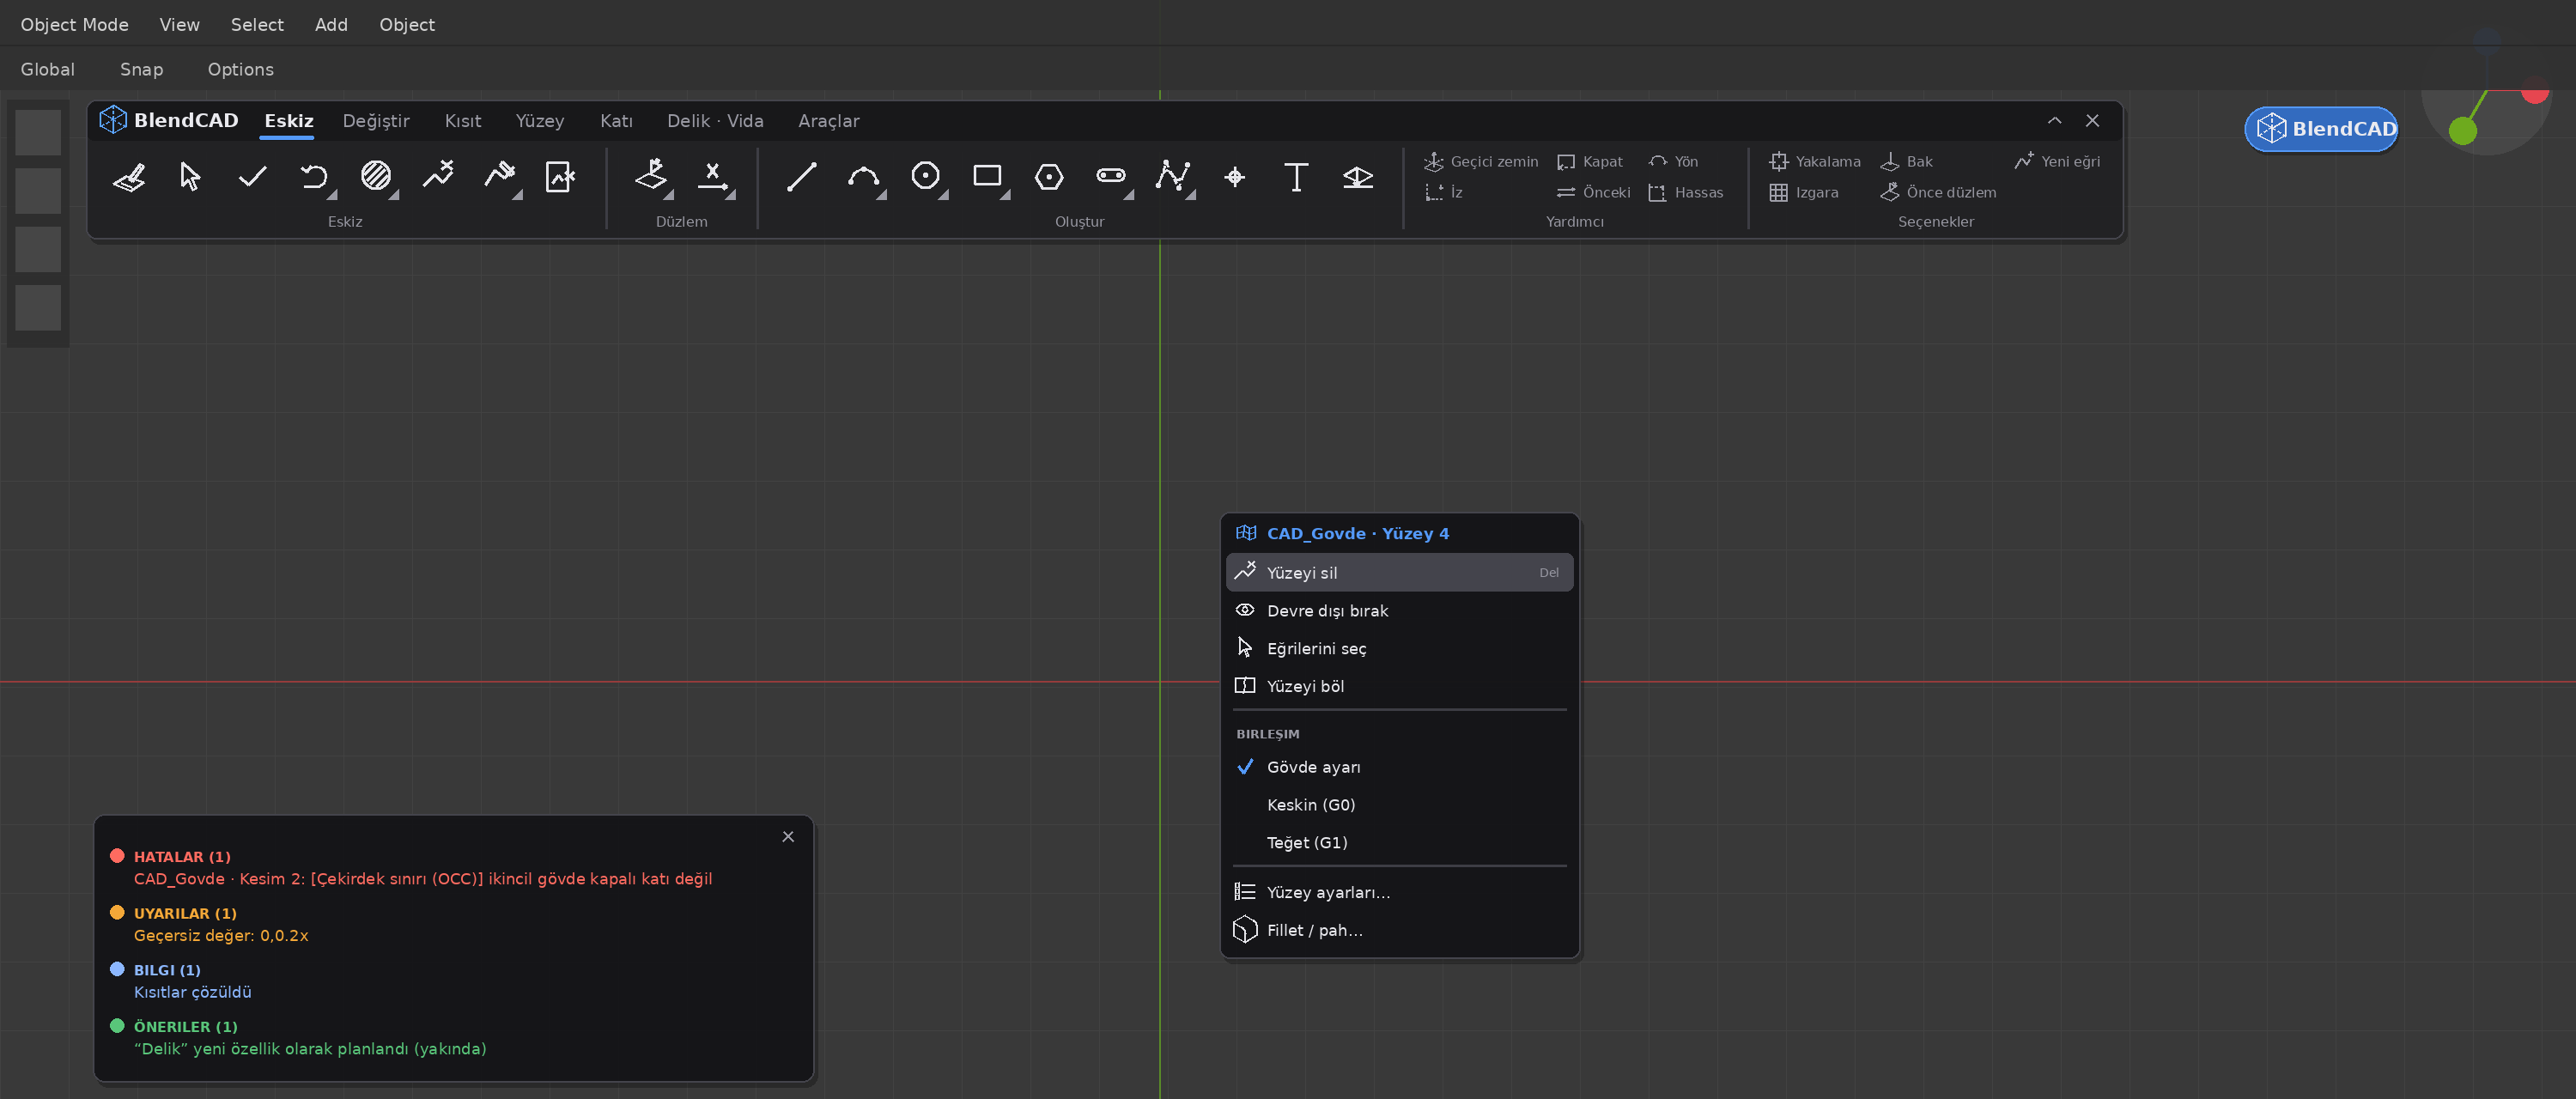 Object Mode View Select Add Object
Global Snap Options
BlendCAD Eskiz Değiştir Kısıt Yüzey Katı Delik · Vida Araçlar
BlendCAD
Geçici zemin Kapat Yön Yakalama Bak Yeni eğri
İz Önceki Hassas Izgara Önce düzlem
Eskiz Düzlem Oluştur Yardımcı Seçenekler
CAD_Govde · Yüzey 4
Yüzeyi sil Del
Devre dışı bırak
Eğrilerini seç
Yüzeyi böl
BIRLEŞIM
Gövde ayarı
Keskin (G0)
Teğet (G1)
Yüzey ayarları...
Fillet / pah...
HATALAR (1)
CAD_Govde · Kesim 2: [Çekirdek sınırı (OCC)] ikincil gövde kapalı katı değil
UYARILAR (1)
Geçersiz değer: 0,0.2x
BILGI (1)
Kısıtlar çözüldü
ÖNERILER (1)
“Delik” yeni özellik olarak planlandı (yakında)